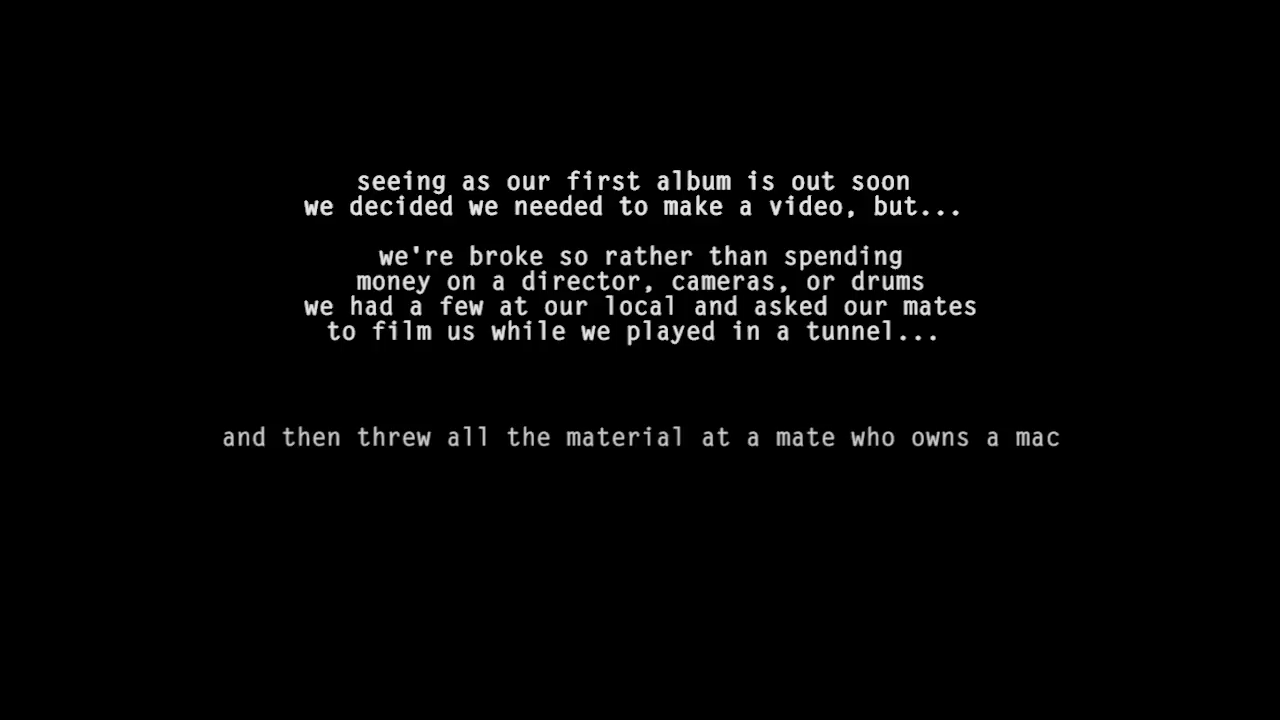 seeing as our first album is out soon
we decided we needed to make a video, but...
we're broke so rather than spending
money on a director, cameras, or drums
we had a few at our local and asked our mates
to film us while we played in a tunnel...
and then threw all the material at a mate who owns a mac